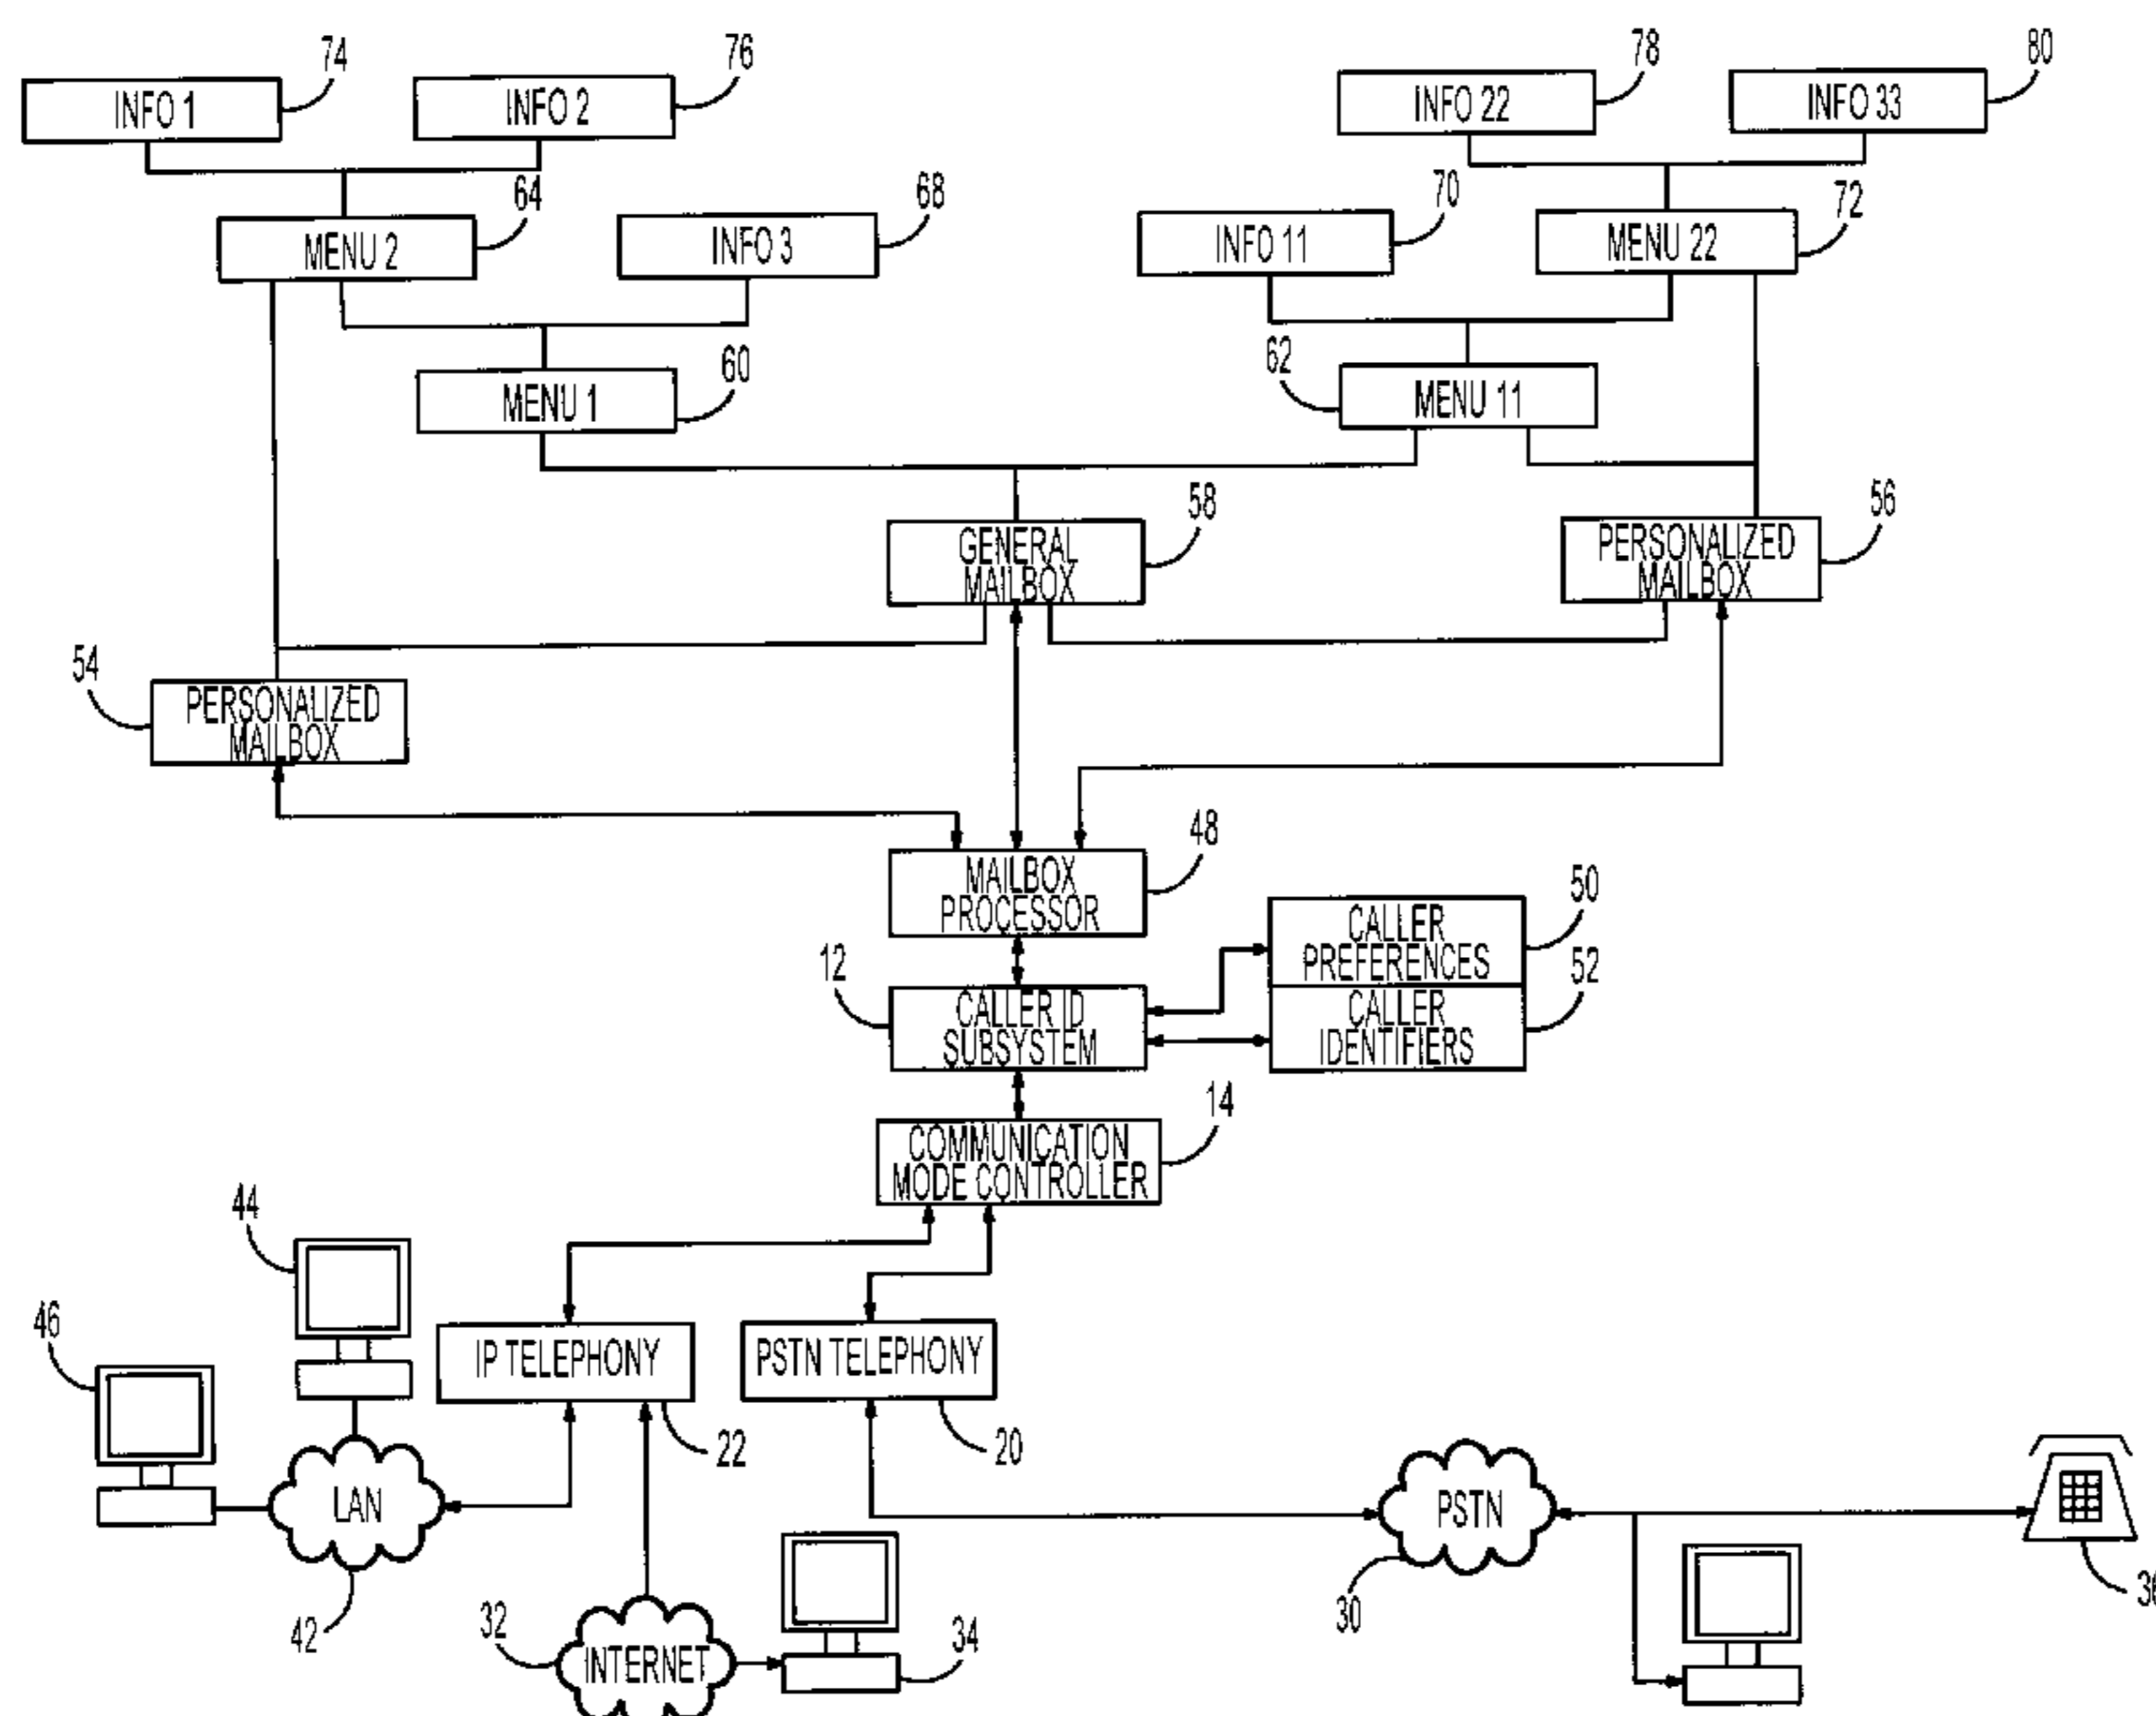 74
76
78
80
INFO 1
INFO 2
INFO 22
INFO 33
64
68
70
72
MENU 2
INFO 3
INFO 11
MENU 22
60
62
MENU 1
MENU 11
58
56
GENERAL
MAILBOX
PERSONALIZED
MAILBOX
54
PERSONALIZED
MAILBOX
48
MAILBOX
PROCESSOR
50
CALLER
PREFERENCES
12
52
CALLER ID
SUBSYSTEM
CALLER
IDENTIFIERS
14
COMMUNICATION
MODE CONTROLLER
44
46
IP TELEPHONY
PSTN TELEPHONY
22
20
LAN
PSTN
42
32
INTERNET
34
30